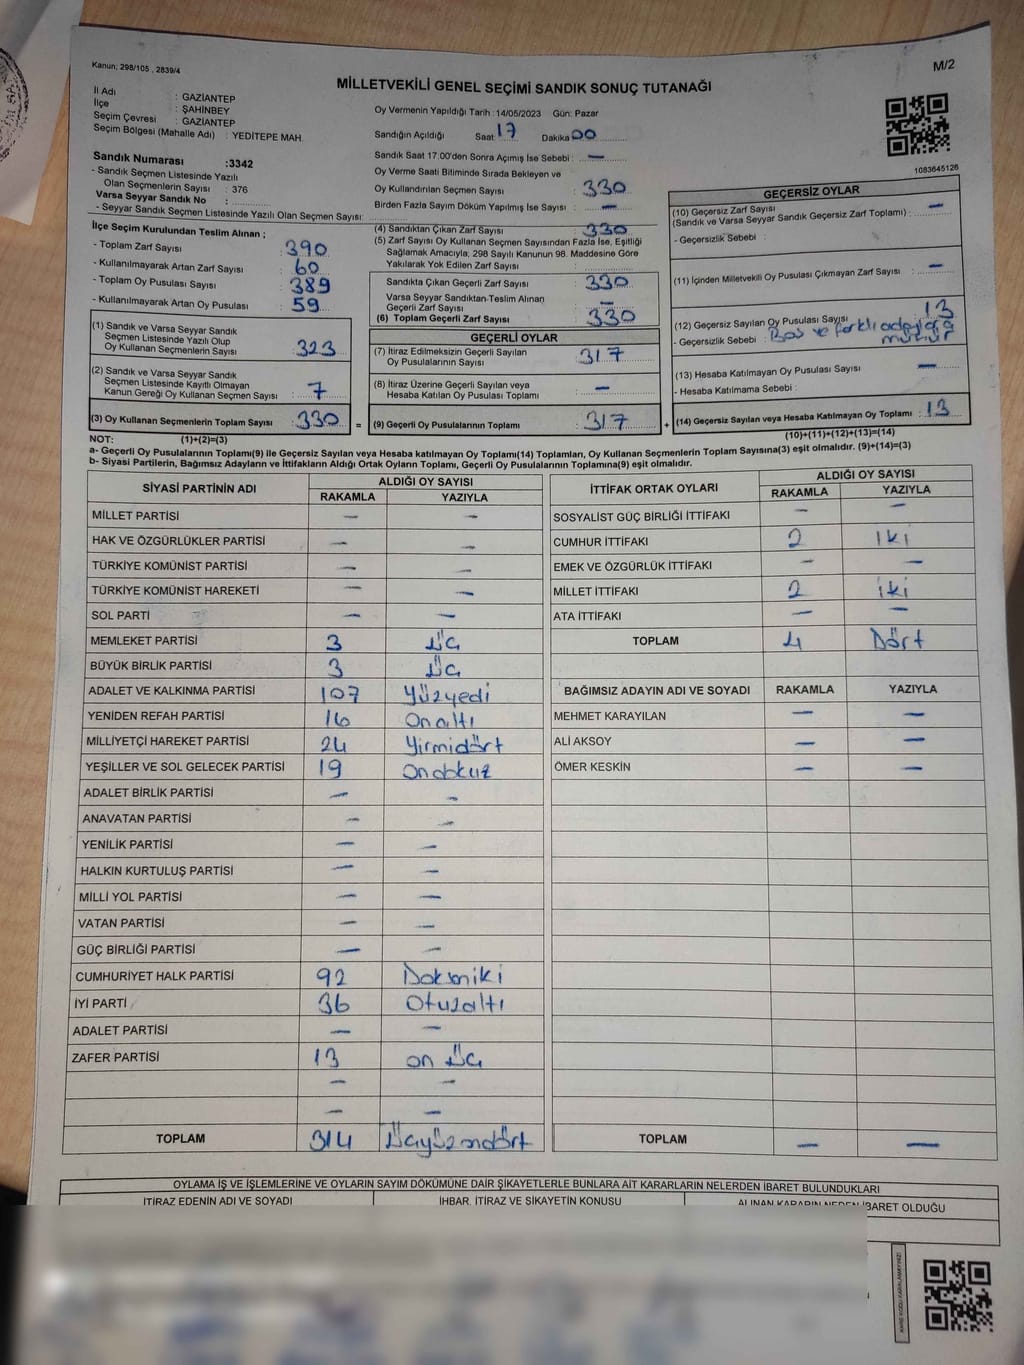 Kanun; 298/105 , 2839/4
M/2
MİLLETVEKİLİ GENEL SEÇİMİ SANDIK SONUÇ TUTANAĞI
İl Adı : GAZİANTEP
İlçe : ŞAHİNBEY
Seçim Çevresi : GAZİANTEP
Seçim Bölgesi (Mahalle Adı) : YEDİTEPE MAH.
Sandık Numarası :3342
- Sandık Seçmen Listesinde Yazılı
Olan Seçmenlerin Sayısı : 376
Varsa Seyyar Sandık No :
- Seyyar Sandık Seçmen Listesinde Yazılı Olan Seçmen Sayısı:
Oy Vermenin Yapıldığı Tarih : 14/05/2023 Gün: Pazar
Sandığın Açıldığı Saat 17 Dakika 00
Sandık Saat 17:00'den Sonra Açımış İse Sebebi : —
Oy Verme Saati Bitiminde Sırada Bekleyen ve
Oy Kullandırılan Seçmen Sayısı : 330
Birden Fazla Sayım Döküm Yapılmış İse Sayısı : —
1083645126
İlçe Seçim Kurulundan Teslim Alınan ;
- Toplam Zarf Sayısı : 390
- Kullanılmayarak Artan Zarf Sayısı : 60
- Toplam Oy Pusulası Sayısı : 389
- Kullanılmayarak Artan Oy Pusulası : 59
(1) Sandık ve Varsa Seyyar Sandık
Seçmen Listesinde Yazılı Olup
Oy Kullanan Seçmenlerin Sayısı : 323
(2) Sandık ve Varsa Seyyar Sandık
Seçmen Listesinde Kayıtlı Olmayan
Kanun Gereği Oy Kullanan Seçmen Sayısı : 7
(3) Oy Kullanan Seçmenlerin Toplam Sayısı : 330
(4) Sandıktan Çıkan Zarf Sayısı : 330
(5) Zarf Sayısı Oy Kullanan Seçmen Sayısından Fazla İse, Eşitliği
Sağlamak Amacıyla; 298 Sayılı Kanunun 98. Maddesine Göre
Yakılarak Yok Edilen Zarf Sayısı :
Sandıkta Çıkan Geçerli Zarf Sayısı : 330
Varsa Seyyar Sandıktan Teslim Alınan
Geçerli Zarf Sayısı : —
(6) Toplam Geçerli Zarf Sayısı : 330
GEÇERLİ OYLAR
(7) İtiraz Edilmeksizin Geçerli Sayılan
Oy Pusulalarının Sayısı : 317
(8) İtiraz Üzerine Geçerli Sayılan veya
Hesaba Katılan Oy Pusulası Toplamı : —
= (9) Geçerli Oy Pusulalarının Toplamı : 317
GEÇERSİZ OYLAR
(10) Geçersiz Zarf Sayısı —
(Sandık ve Varsa Seyyar Sandık Geçersiz Zarf Toplamı) :
- Geçersizlik Sebebi :
(11) İçinden Milletvekili Oy Pusulası Çıkmayan Zarf Sayısı : —
(12) Geçersiz Sayılan Oy Pusulası Sayısı : 13
- Geçersizlik Sebebi : Boş ve farklı adaylara
mühür
(13) Hesaba Katılmayan Oy Pusulası Sayısı : —
- Hesaba Katılmama Sebebi :
+ (14) Geçersiz Sayılan veya Hesaba Katılmayan Oy Toplamı : 13
NOT: (1)+(2)=(3) (10)+(11)+(12)+(13)=(14)
a- Geçerli Oy Pusulalarının Toplamı(9) ile Geçersiz Sayılan veya Hesaba katılmayan Oy Toplamı(14) Toplamları, Oy Kullanan Seçmenlerin Toplam Sayısına(3) eşit olmalıdır. (9)+(14)=(3)
b- Siyasi Partilerin, Bağımsız Adayların ve İttifakların Aldığı Ortak Oyların Toplamı, Geçerli Oy Pusulalarının Toplamına(9) eşit olmalıdır.
SİYASİ PARTİNİN ADI ALDIĞI OY SAYISI
RAKAMLA YAZIYLA
MİLLET PARTİSİ — —
HAK VE ÖZGÜRLÜKLER PARTİSİ — —
TÜRKİYE KOMÜNİST PARTİSİ — —
TÜRKİYE KOMÜNİST HAREKETİ — —
SOL PARTİ — —
MEMLEKET PARTİSİ 3 Üç
BÜYÜK BİRLİK PARTİSİ 3 Üç
ADALET VE KALKINMA PARTİSİ 107 Yüzyedi
YENİDEN REFAH PARTİSİ 16 Onaltı
MİLLİYETÇİ HAREKET PARTİSİ 24 Yirmidört
YEŞİLLER VE SOL GELECEK PARTİSİ 19 Ondokuz
ADALET BİRLİK PARTİSİ — —
ANAVATAN PARTİSİ — —
YENİLİK PARTİSİ — —
HALKIN KURTULUŞ PARTİSİ — —
MİLLİ YOL PARTİSİ — —
VATAN PARTİSİ — —
GÜÇ BİRLİĞİ PARTİSİ — —
CUMHURİYET HALK PARTİSİ 92 Doksniki
İYİ PARTİ 36 Otuzaltı
ADALET PARTİSİ — —
ZAFER PARTİSİ 13 on Üç
— —
— —
TOPLAM 314 Üçyüzondört
İTTİFAK ORTAK OYLARI ALDIĞI OY SAYISI
RAKAMLA YAZIYLA
SOSYALİST GÜÇ BİRLİĞİ İTTİFAKI — —
CUMHUR İTTİFAKI 2 İki
EMEK VE ÖZGÜRLÜK İTTİFAKI — —
MİLLET İTTİFAKI 2 iki
ATA İTTİFAKI — —
TOPLAM 4 Dört
BAĞIMSIZ ADAYIN ADI VE SOYADI RAKAMLA YAZIYLA
MEHMET KARAYILAN — —
ALİ AKSOY — —
ÖMER KESKİN — —
TOPLAM — —
OYLAMA İŞ VE İŞLEMLERİNE VE OYLARIN SAYIM DÖKÜMÜNE DAİR ŞİKAYETLERLE BUNLARA AİT KARARLARIN NELERDEN İBARET BULUNDUKLARI
İTİRAZ EDENİN ADI VE SOYADI İHBAR, İTİRAZ VE ŞİKAYETİN KONUSU ALINAN KARARIN NEDEN İBARET OLDUĞU